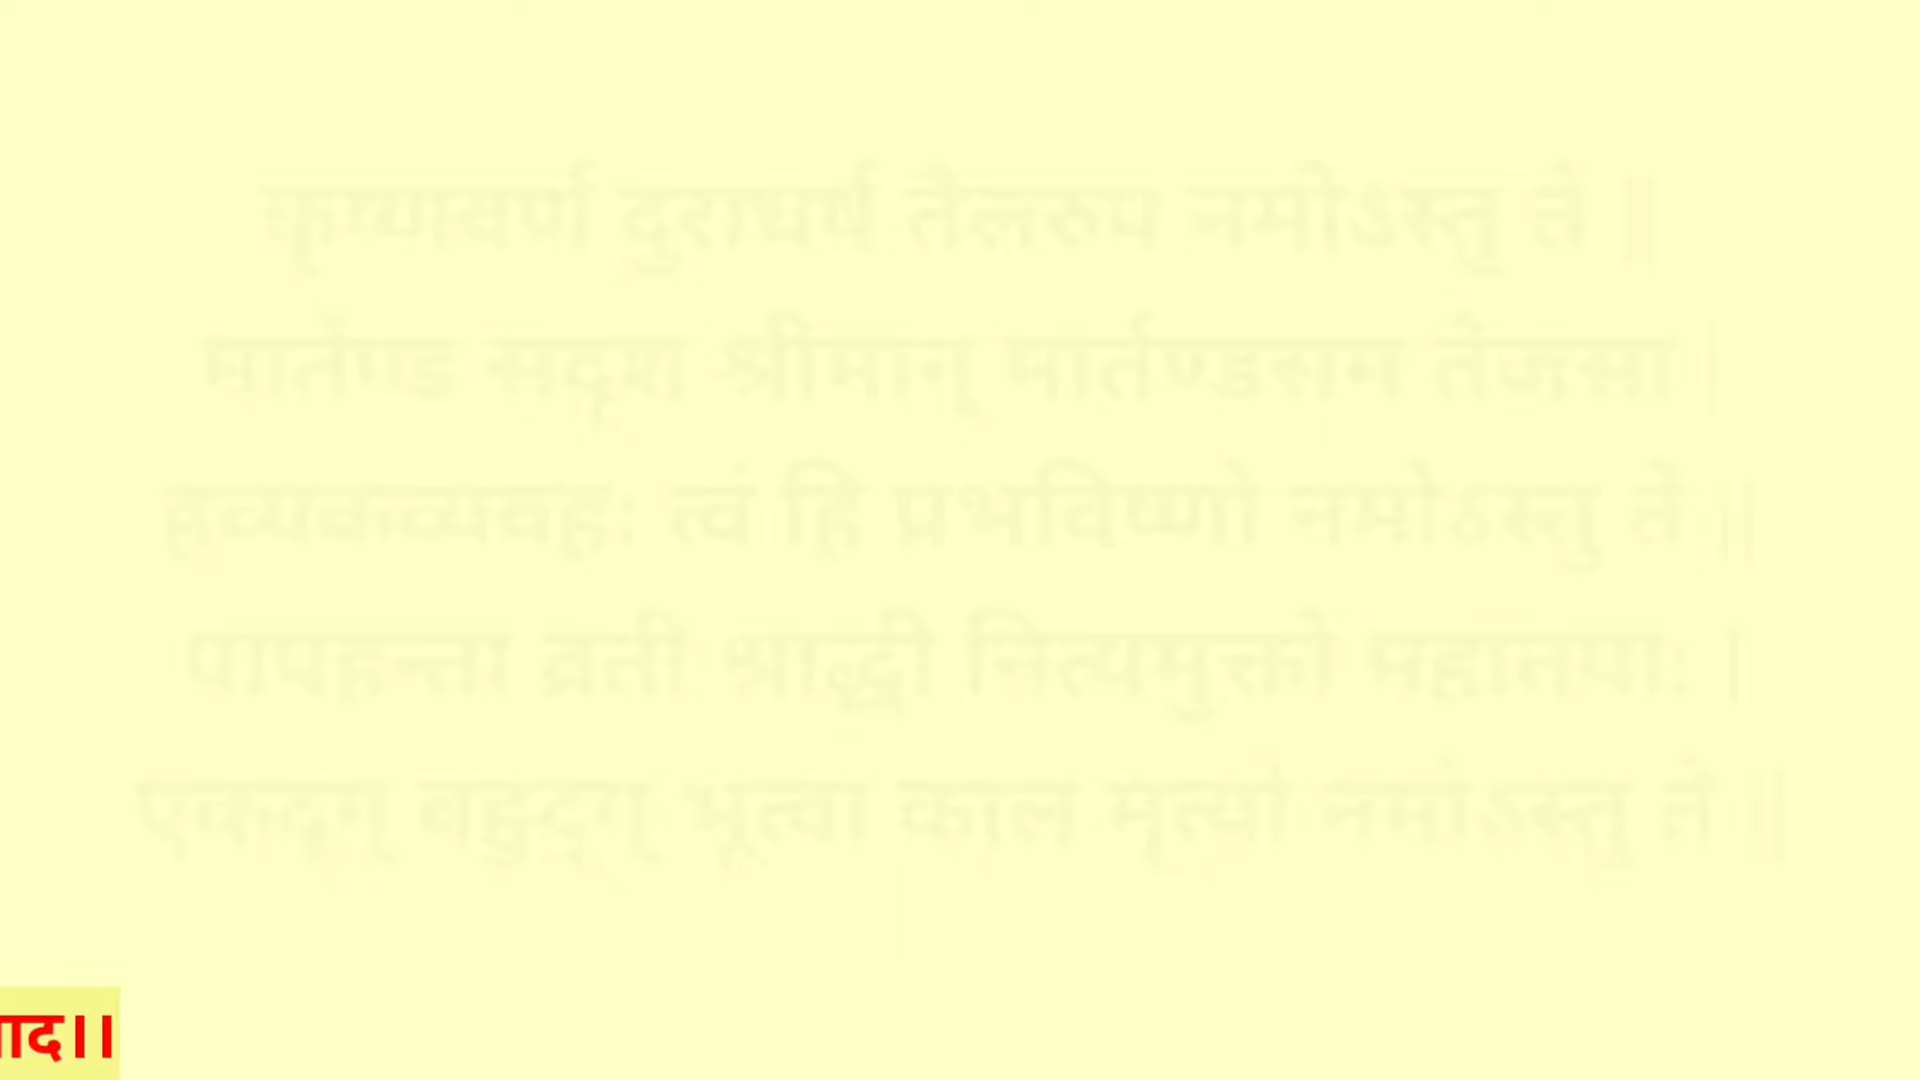 कृष्णवर्ण दुराधर्ष तैलरुप नमोऽस्तु ते ||
मार्तण्ड सदृश श्रीमान् मार्तण्डसम तेजसा |
हव्यकव्यवहः त्वं हि प्रभविष्णो नमोऽस्तु ते ||
पापहन्ता व्रती श्राद्धी नित्यमुक्तो महातपाः |
एकदृग् बहुदृग् भूत्वा काल मृत्यो नमोऽस्तु ते ||
ाद।।